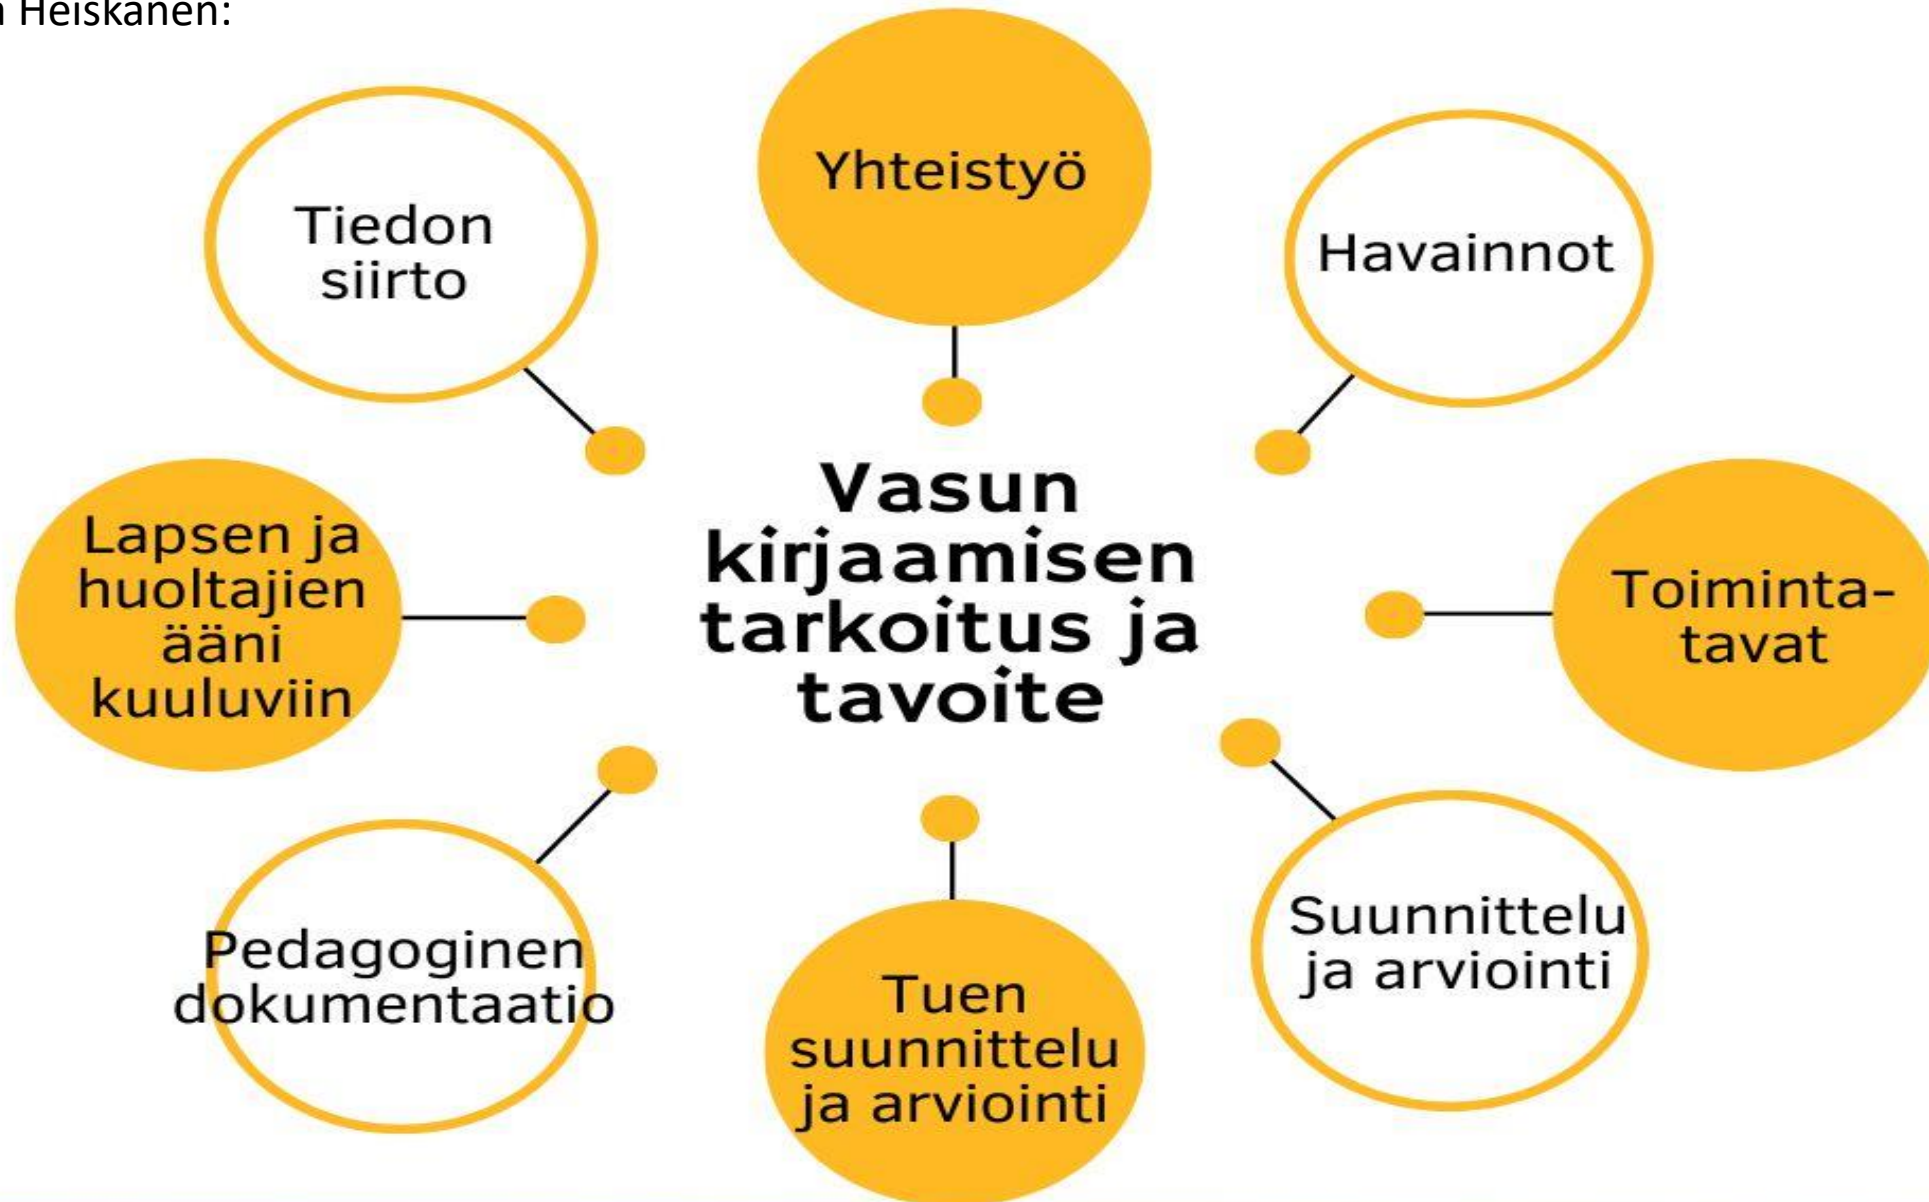 Heiskanen:
Yhteistyö
Havainnot
Toiminta-
tavat
Suunnittelu
ja arviointi
Tuen
suunnittelu
ja arviointi
Pedagoginen
dokumentaatio
Lapsen ja
huoltajien
ääni
kuuluviin
Tiedon
siirto
Vasun
kirjaamisen
tarkoitus ja
tavoite